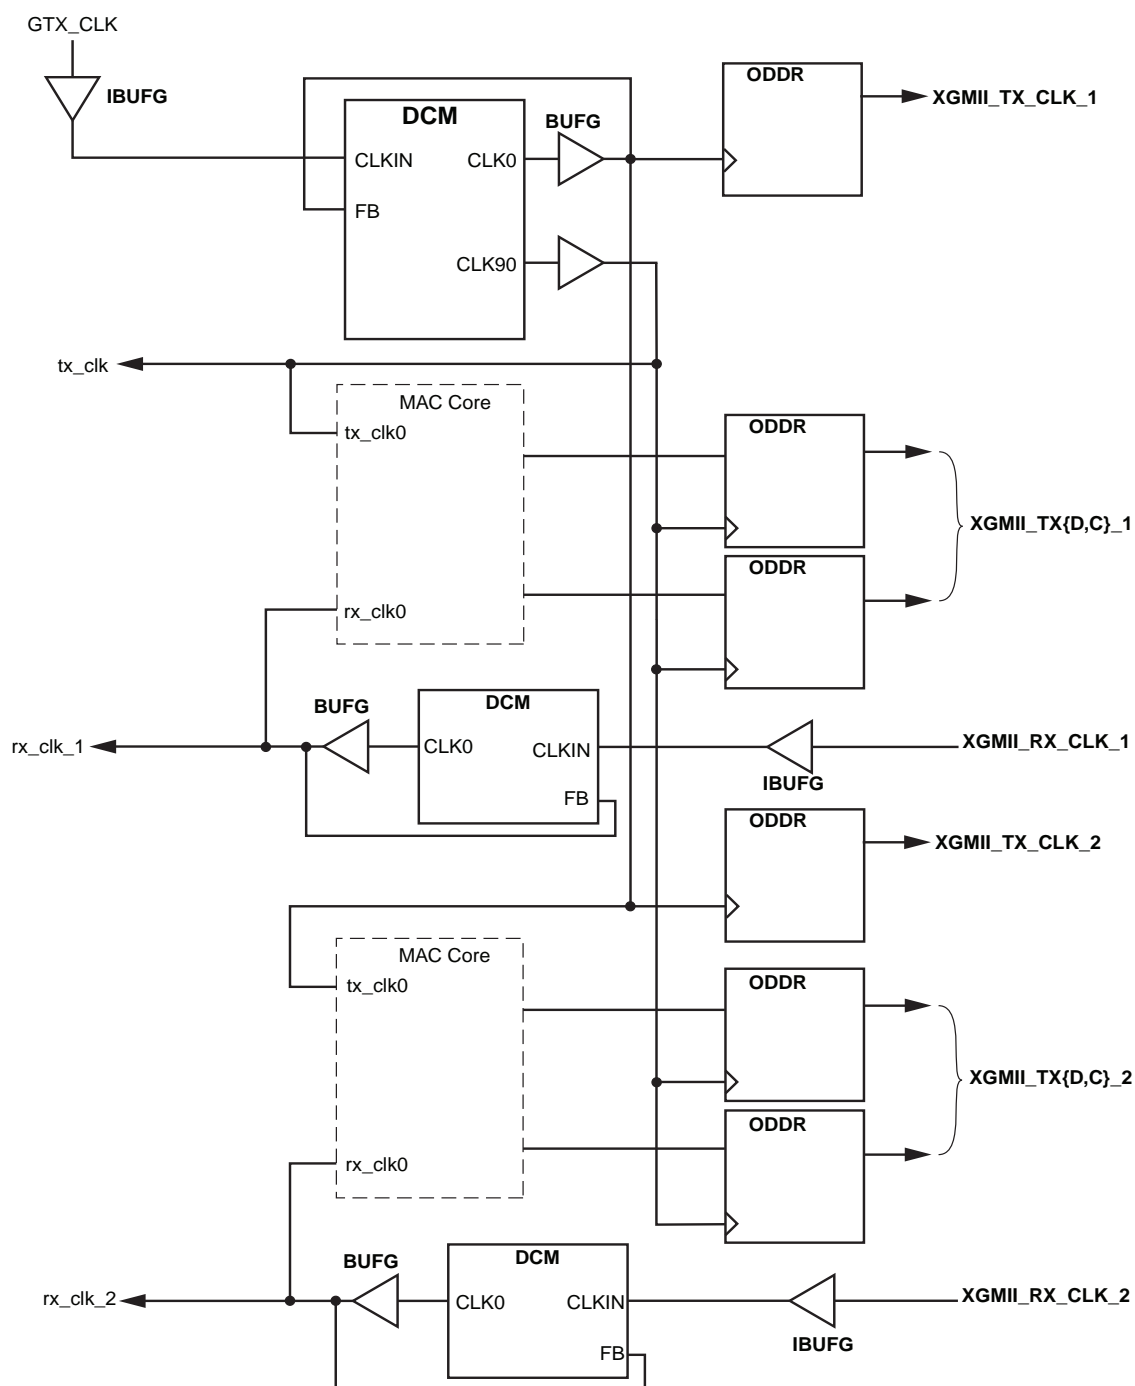 GTX_CLK
IBUFG
DCM
BUFG
ODDR
XGMII_TX_CLK_1
CLKIN
CLK0
FB
CLK90
tx_clk
MAC Core
tx_clk0
ODDR
XGMII_TX{D,C}_1
ODDR
rx_clk0
BUFG
DCM
rx_clk_1
CLK0
CLKIN
XGMII_RX_CLK_1
IBUFG
FB
ODDR
XGMII_TX_CLK_2
MAC Core
tx_clk0
ODDR
XGMII_TX{D,C}_2
ODDR
rx_clk0
BUFG
DCM
rx_clk_2
CLK0
CLKIN
XGMII_RX_CLK_2
IBUFG
FB